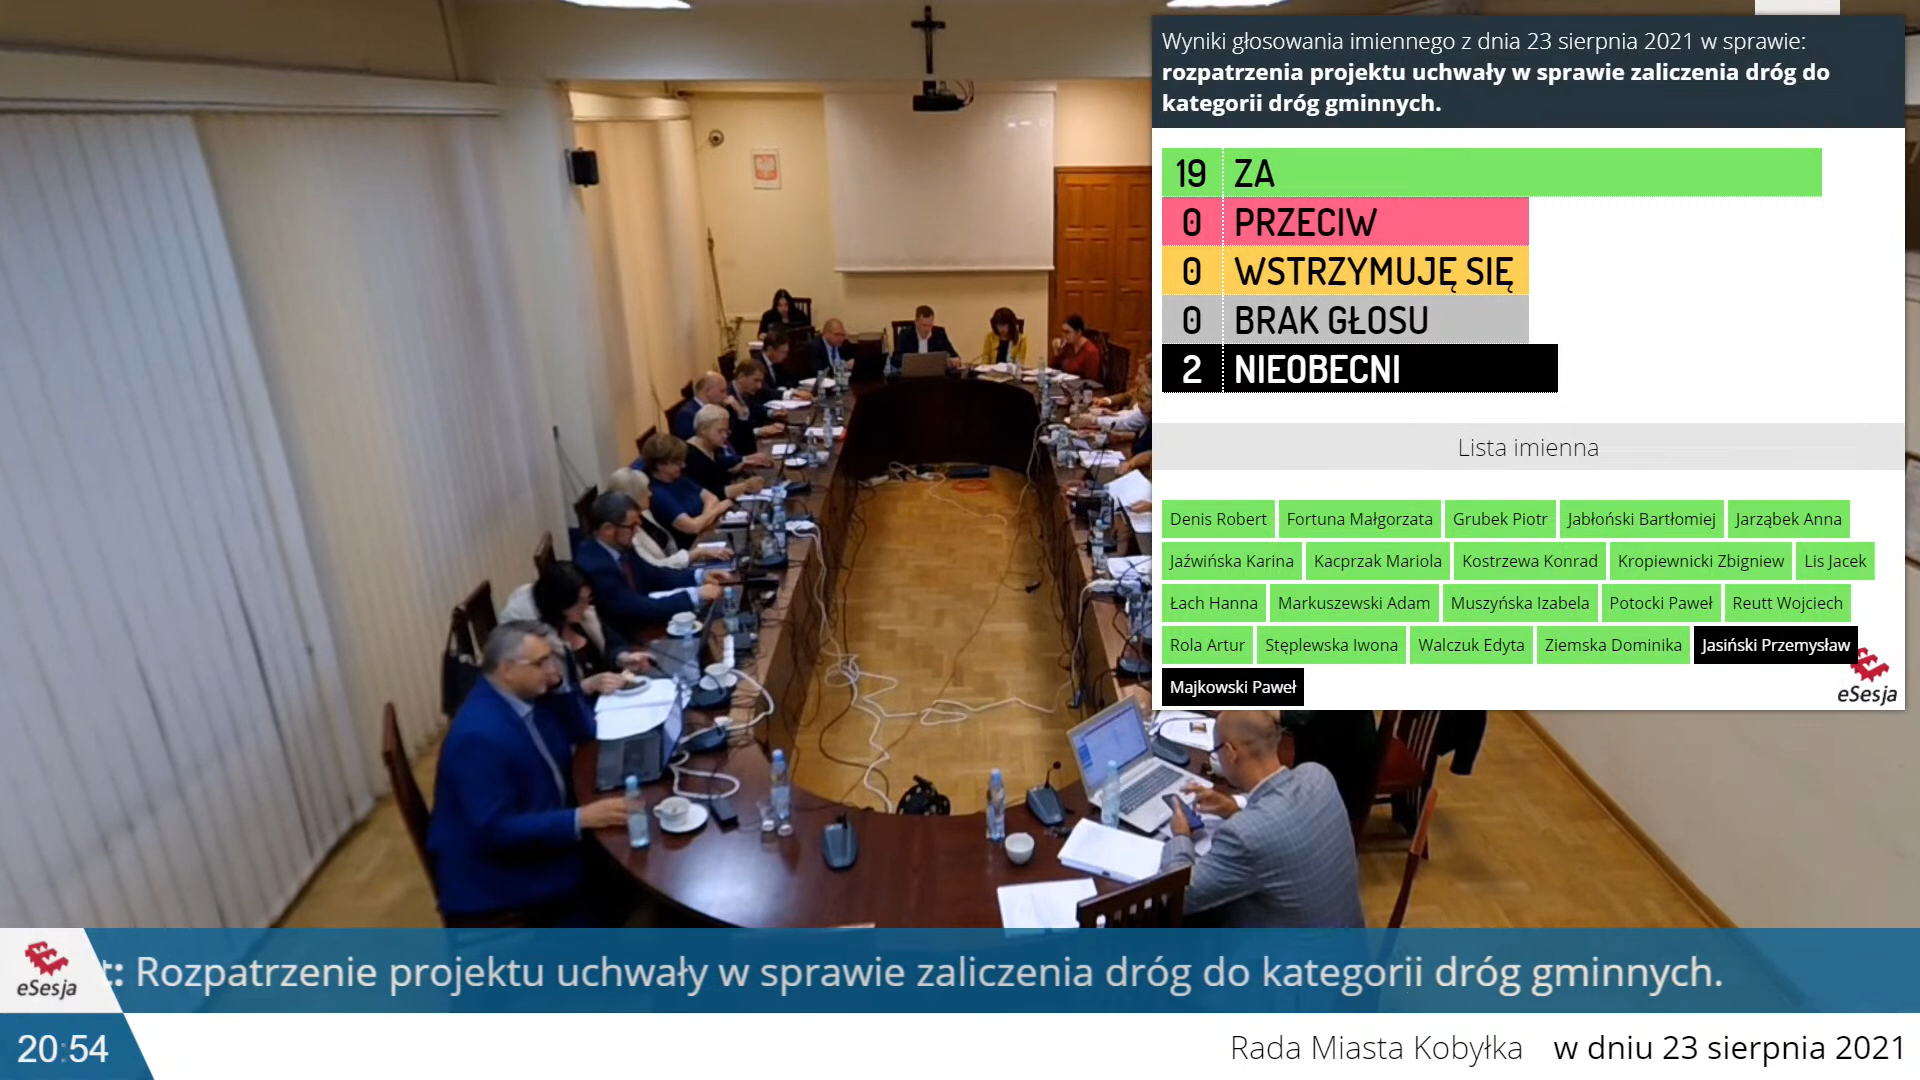 Wyniki głosowania imiennego z dnia 23 sierpnia 2021 w sprawie:
rozpatrzenia projektu uchwały w sprawie zaliczenia dróg do
kategorii dróg gminnych.
19 ZA
0 PRZECIW
0 WSTRZYMUJĘ SIĘ
0 BRAK GŁOSU
2 NIEOBECNI
Lista imienna
Denis Robert Fortuna Małgorzata Grubek Piotr Jabłoński Bartłomiej Jarząbek Anna
Jaźwińska Karina Kacprzak Mariola Kostrzewa Konrad Kropiewnicki Zbigniew Lis Jacek
Łach Hanna Markuszewski Adam Muszyńska Izabela Potocki Paweł Reutt Wojciech
Rola Artur Stęplewska Iwona Walczuk Edyta Ziemska Dominika Jasiński Przemysław
Majkowski Paweł
eSesja
eSesja
t: Rozpatrzenie projektu uchwały w sprawie zaliczenia dróg do kategorii dróg gminnych.
20:54
Rada Miasta Kobyłka w dniu 23 sierpnia 2021